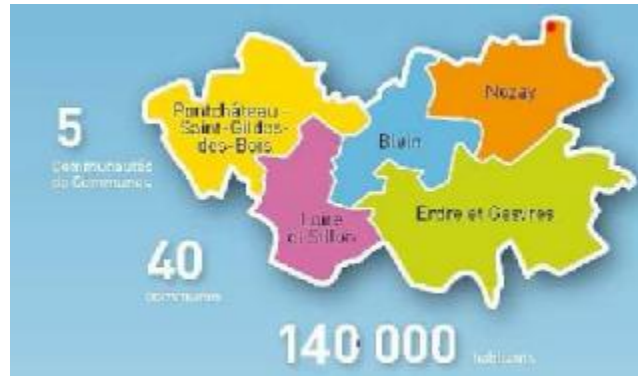 Pontchâteau -
Saint-Gildas-
des-Bois
Nozay
Blain
Erdre et Gesvres
Loire
et Sillon
5
Communautés
de Communes
40
communes
140 000
habitants